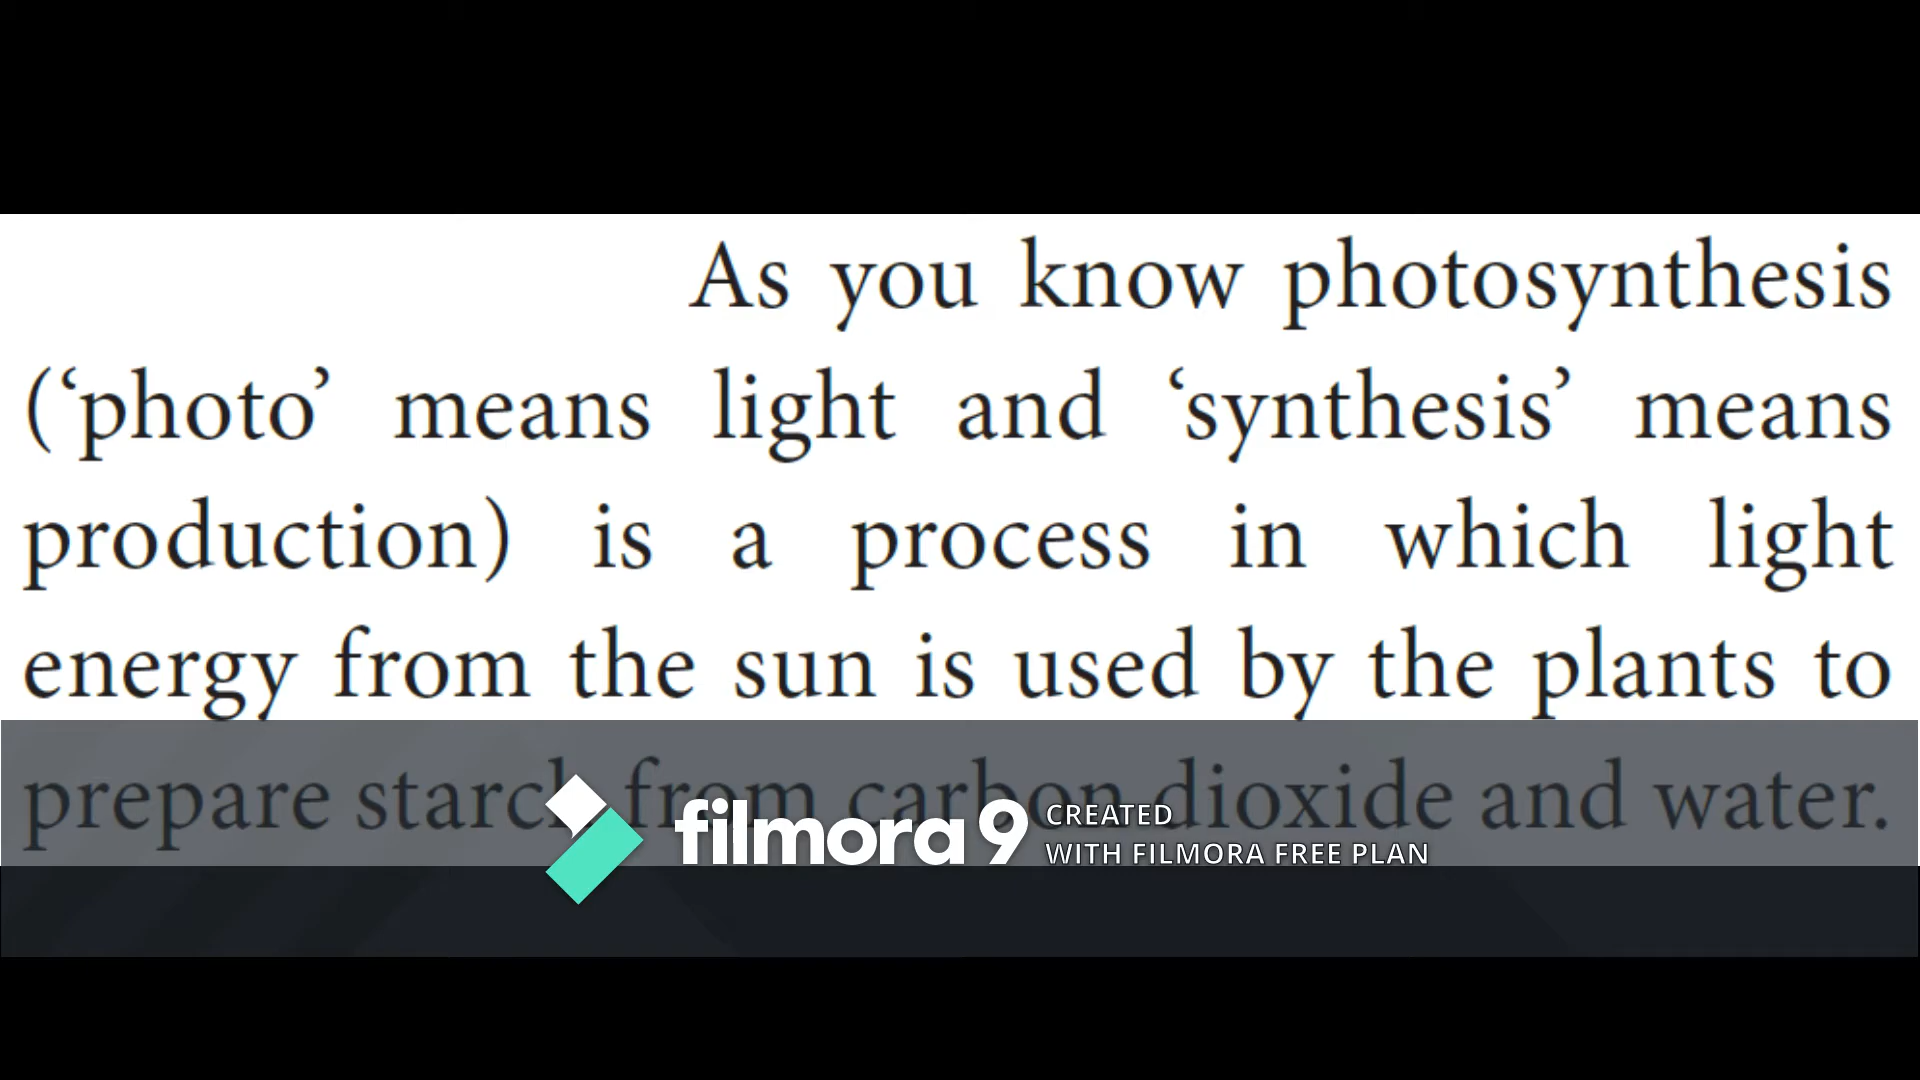 As you know photosynthesis
(‘photo’ means light and ‘synthesis’ means
production) is a process in which light
energy from the sun is used by the plants to
prepare starch from carbon dioxide and water.
filmora9 CREATED
WITH FILMORA FREE PLAN